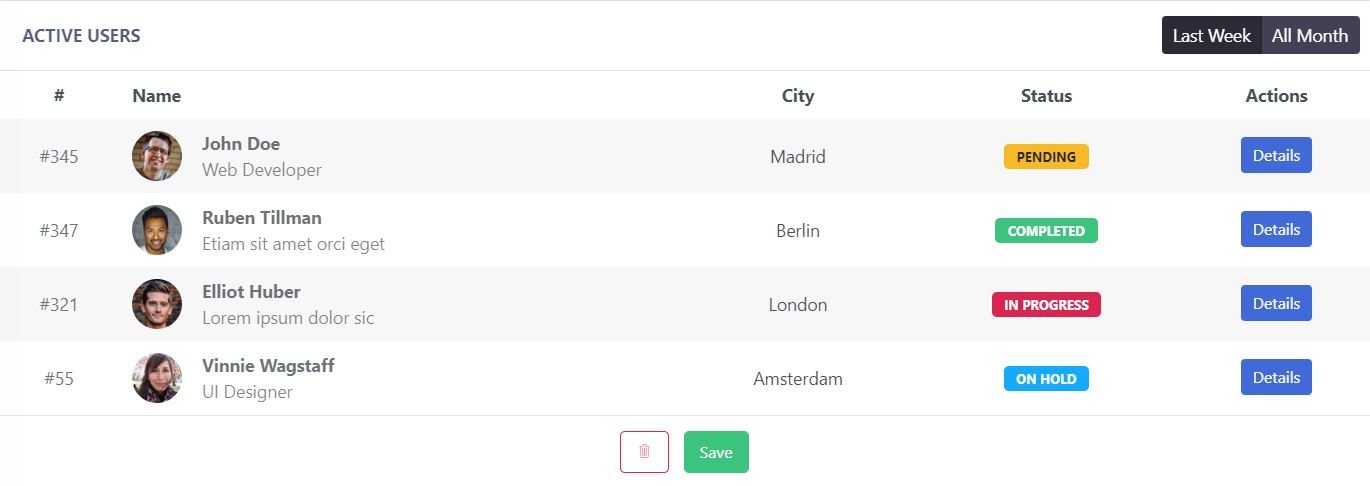 ACTIVE USERS
Last Week All Month
# Name City Status Actions
#345 John Doe Madrid PENDING Details
Web Developer
#347 Ruben Tillman Berlin COMPLETED Details
Etiam sit amet orci eget
#321 Elliot Huber London IN PROGRESS Details
Lorem ipsum dolor sic
#55 Vinnie Wagstaff Amsterdam ON HOLD Details
UI Designer
Save